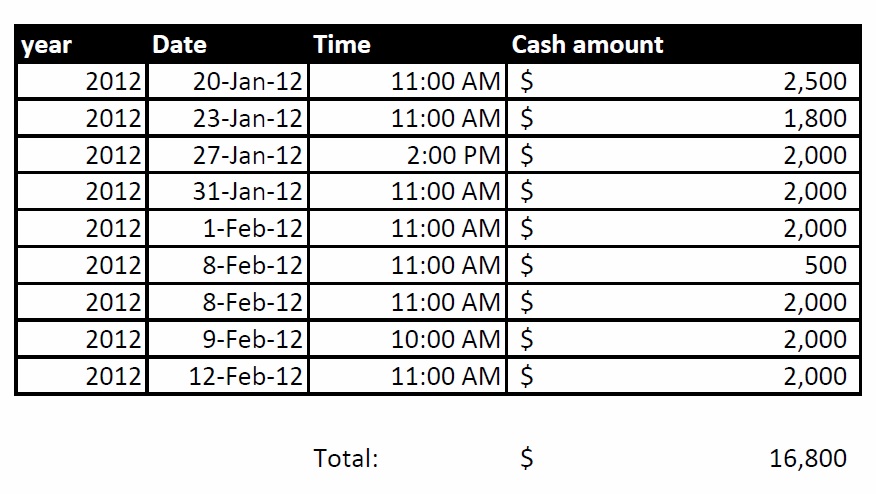 year Date Time Cash amount
2012 20-Jan-12 11:00 AM $ 2,500
2012 23-Jan-12 11:00 AM $ 1,800
2012 27-Jan-12 2:00 PM $ 2,000
2012 31-Jan-12 11:00 AM $ 2,000
2012 1-Feb-12 11:00 AM $ 2,000
2012 8-Feb-12 11:00 AM $ 500
2012 8-Feb-12 11:00 AM $ 2,000
2012 9-Feb-12 10:00 AM $ 2,000
2012 12-Feb-12 11:00 AM $ 2,000
Total: $ 16,800